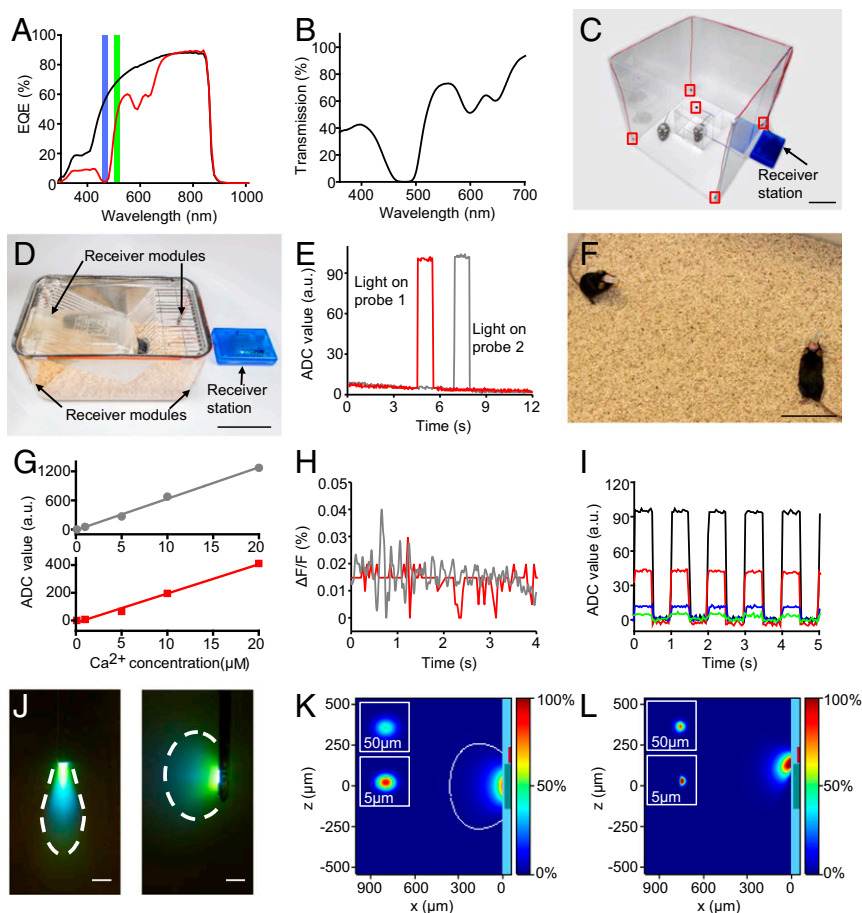 A
100
80
60
40
20
0
EQE (%)
400
600
800
1000
Wavelength (nm)
B
100
80
60
40
20
0
Transmission (%)
400
500
600
700
Wavelength (nm)
C
Receiver
station
D
Receiver modules
Receiver modules
Receiver
station
E
90
60
30
0
ADC value (a.u.)
Light on
probe 1
Light on
probe 2
0
3
6
9
12
Time (s)
F
G
1200
600
0
400
200
0
ADC value (a.u.)
0
5
10
15
20
0
5
10
15
20
Ca2+ concentration(µM)
H
0.05
0.04
0.03
0.02
0.01
0
ΔF/F (%)
0
1
2
3
4
Time (s)
I
120
90
60
30
0
ADC value (a.u.)
0
1
2
3
4
5
Time (s)
J
K
500
250
0
-250
-500
z (µm)
50µm
5µm
900
600
300
0
x (µm)
100%
50%
0%
L
500
250
0
-250
-500
z (µm)
50µm
5µm
900
600
300
0
x (µm)
100%
50%
0%